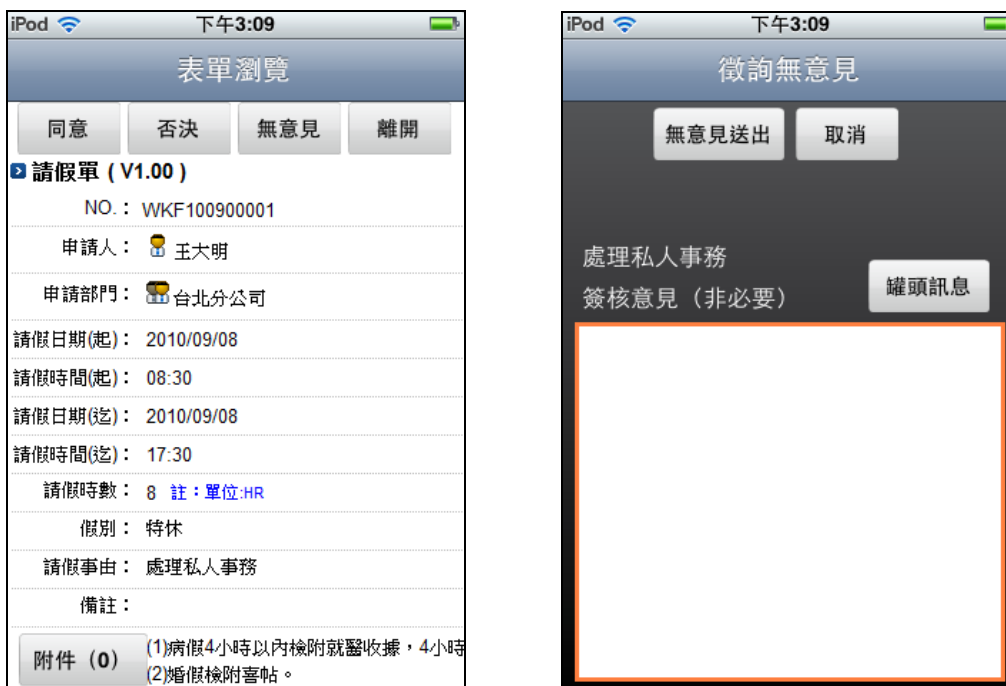 iPod 下午3:09
表單瀏覽
同意 否決 無意見 離開
請假單 ( V1.00 )
NO.： WKF100900001
申請人： 王大明
申請部門： 台北分公司
請假日期(起)： 2010/09/08
請假時間(起)： 08:30
請假日期(迄)： 2010/09/08
請假時間(迄)： 17:30
請假時數： 8 註：單位:HR
假別： 特休
請假事由： 處理私人事務
備註：
附件（0）
(1)病假4小時以內檢附就醫收據，4小時
(2)婚假檢附喜帖。
iPod 下午3:09
徵詢無意見
無意見送出 取消
處理私人事務
簽核意見（非必要）
罐頭訊息